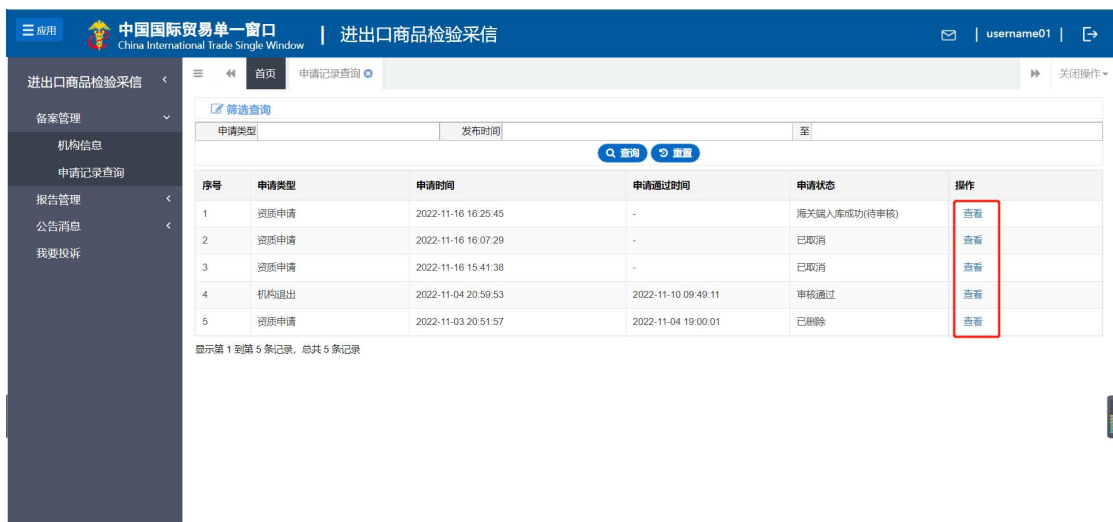 应用
中国国际贸易单一窗口
China International Trade Single Window
进出口商品检验采信
username01
进出口商品检验采信
首页
申请记录查询
关闭操作
备案管理
机构信息
申请记录查询
报告管理
公告消息
我要投诉
筛选查询
申请类型 发布时间 至
查询 重置
序号 申请类型 申请时间 申请通过时间 申请状态 操作
1 资质申请 2022-11-16 16:25:45 - 海关端入库成功(待审核) 查看
2 资质申请 2022-11-16 16:07:29 - 已取消 查看
3 资质申请 2022-11-16 15:41:38 - 已取消 查看
4 机构退出 2022-11-04 20:59:53 2022-11-10 09:49:11 审核通过 查看
5 资质申请 2022-11-03 20:51:57 2022-11-04 19:00:01 已删除 查看
显示第 1 到第 5 条记录，总共 5 条记录